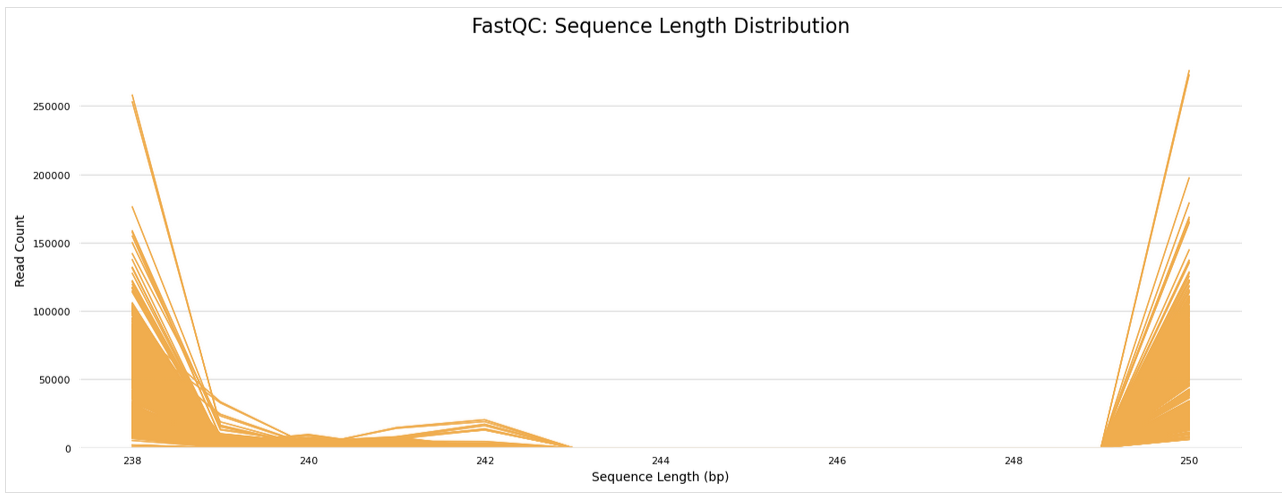 FastQC: Sequence Length Distribution
Read Count
250000
200000
150000
100000
50000
0
238 240 242 244 246 248 250
Sequence Length (bp)